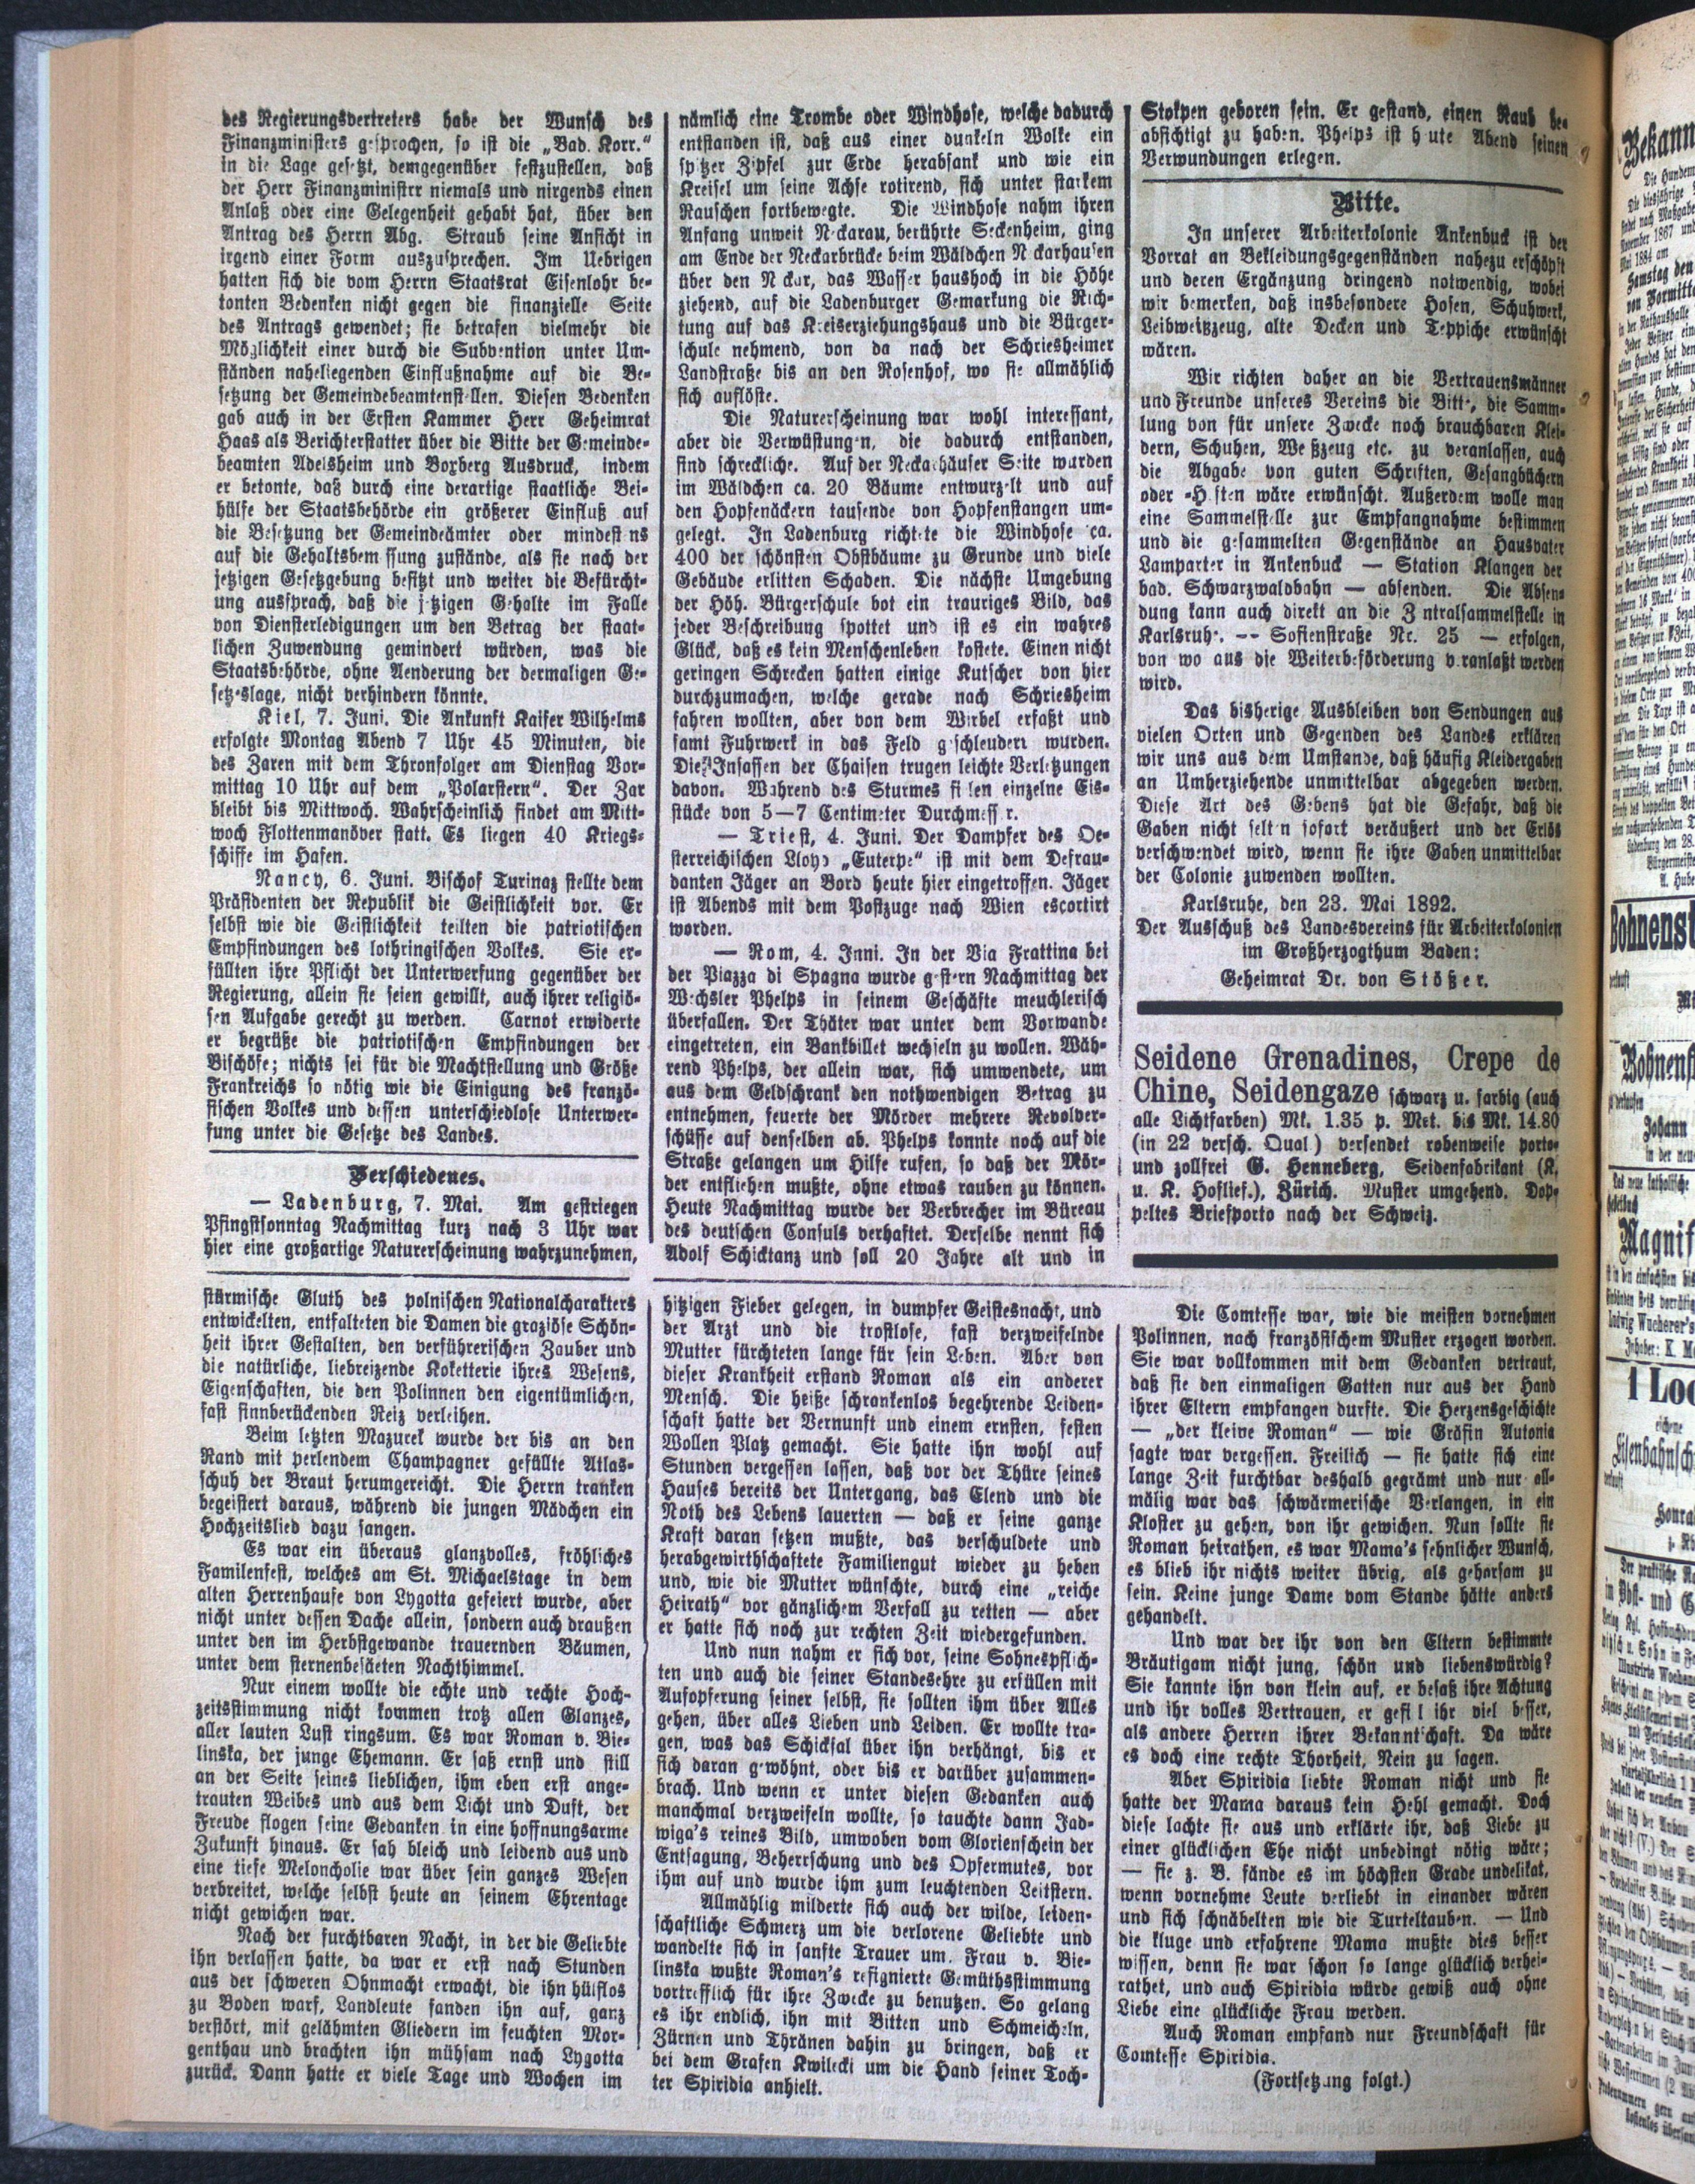 des Regierungsvertreters habe der Wunsch des
Finanzministers gesprochen, so ist die „Bad. Korr.“
in die Lage gesetzt, demgegenüber festzustellen, daß
der Herr Finanzministrr niemals und nirgends einen
Anlaß oder eine Gelegenheit gehabt hat, über den
Antrag des Herrn Abg. Straub seine Ansicht in
irgend einer Form auszusprechen. Im Uebrigen
hatten sich die vom Herrn Staatsrat Eisenlohr be-
tonten Bedenken nicht gegen die finanzielle Seite
des Antrags gewendet; sie betrafen vielmehr die
Möglichkeit einer durch die Subvention unter Um-
ständen naheliegenden Einflußnahme auf die Be-
setzung der Gemeindebeamtenstellen. Diesen Bedenken
gab auch in der Ersten Kammer Herr Geheimrat
Haas als Berichterstatter über die Bitte der Gemeinde-
beamten Adelsheim und Boxberg Ausdruck, indem
er betonte, daß durch eine derartige staatliche Bei-
hülfe der Staatsbehörde ein größerer Einfluß auf
die Besetzung der Gemeindeämter oder mindest ns
auf die Gehaltsbem ssung zustände, als sie nach der
jetzigen Gesetzgebung besitzt und weiter die Befürcht-
ung aussprach, daß die j tzigen Gehalte im Falle
von Diensterledigungen um den Betrag der staat-
lichen Zuwendung gemindert würden, was die
Staatsbehörde, ohne Aenderung der dermaligen Ge-
setzeslage, nicht verhindern könnte.
Kiel, 7. Juni. Die Ankunft Kaiser Wilhelms
erfolgte Montag Abend 7 Uhr 45 Minuten, die
des Zaren mit dem Thronfolger am Dienstag Vor-
mittag 10 Uhr auf dem „Polarstern“. Der Zar
bleibt bis Mittwoch. Wahrscheinlich findet am Mitt-
woch Flottenmanöver statt. Es liegen 40 Kriegs-
schiffe im Hafen.
Nancy, 6. Juni. Bischof Turinaz stellte dem
Präsidenten der Republik die Geistlichkeit vor. Er
selbst wie die Geistlichkeit teilten die patriotischen
Empfindungen des lothringischen Volkes. Sie er-
füllten ihre Pflicht der Unterwerfung gegenüber der
Regierung, allein sie seien gewillt, auch ihrer religiö-
sen Aufgabe gerecht zu werden. Carnot erwiderte
er begrüße die patriotischen Empfindungen der
Bischöfe; nichts sei für die Machtstellung und Größe
Frankreichs so nötig wie die Einigung des franzö-
sischen Volkes und dessen unterschiedlose Unterwer-
fung unter die Gesetze des Landes.
Verschiedenes.
— Ladenburg, 7. Mai. Am gestriegen
Pfingstsonntag Nachmittag kurz nach 3 Uhr war
hier eine großartige Naturerscheinung wahrzunehmen,
nämlich eine Trombe oder Windhose, welche dadurch
entstanden ist, daß aus einer dunkeln Wolke ein
spitzer Zipfel zur Erde herabsank und wie ein
Kreisel um seine Achse rotirend, sich unter starkem
Rauschen fortbewegte. Die Windhose nahm ihren
Anfang unweit Neckarau, berührte Seckenheim, ging
am Ende der Neckarbrücke beim Wäldchen N ckarhausen
über den N ckar, das Wasser haushoch in die Höhe
ziehend, auf die Ladenburger Gemarkung die Rich-
tung auf das Kreiserziehungshaus und die Bürger-
schule nehmend, von da nach der Schriesheimer
Landstraße bis an den Rosenhof, wo sie allmählich
sich auflöste.
Die Naturerscheinung war wohl interessant,
aber die Verwüstungen, die dadurch entstanden,
sind schreckliche. Auf der Neckarhäuser Seite wurden
im Wäldchen ca. 20 Bäume entwurzelt und auf
den Hopfenäckern tausende von Hopfenstangen um-
gelegt. In Ladenburg richtete die Windhose ca.
400 der schönsten Obstbäume zu Grunde und viele
Gebäude erlitten Schaden. Die nächste Umgebung
der Höh. Bürgerschule bot ein trauriges Bild, das
jeder Beschreibung spottet und ist es ein wahres
Glück, daß es kein Menschenleben kostete. Einen nicht
geringen Schrecken hatten einige Kutscher von hier
durchzumachen, welche gerade nach Schriesheim
fahren wollten, aber von dem Wirbel erfaßt und
samt Fuhrwerk in das Feld geschleudert wurden.
Die Insassen der Chaisen trugen leichte Verletzungen
davon. Während des Sturmes fi len einzelne Eis-
stücke von 5—7 Centimeter Durchmess r.
— Triest, 4. Juni. Der Dampfer des Oe-
sterreichischen Lloyd „Euterpe“ ist mit dem Defrau-
danten Jäger an Bord heute hier eingetroffen. Jäger
ist Abends mit dem Postzuge nach Wien escortirt
worden.
— Rom, 4. Inni. In der Via Frattina bei
der Piazza di Spagna wurde gestern Nachmittag der
Wechsler Phelps in seinem Geschäfte meuchlerisch
überfallen. Der Thäter war unter dem Vorwande
eingetreten, ein Bankbillet wechseln zu wollen. Wäh-
rend Phelps, der allein war, sich umwendete, um
aus dem Geldschrank den nothwendigen Betrag zu
entnehmen, feuerte der Mörder mehrere Revolver-
schüsse auf denselben ab. Phelps konnte noch auf die
Straße gelangen um Hilfe rufen, so daß der Mör-
der entfliehen mußte, ohne etwas rauben zu können.
Heute Nachmittag wurde der Verbrecher im Büreau
des deutschen Consuls verhaftet. Derselbe nennt sich
Adolf Schicktanz und soll 20 Jahre alt und in
Stolpen geboren sein. Er gestand, einen Raub be-
absichtigt zu haben. Phelps ist h ute Abend seinen
Verwundungen erlegen.
Bitte.
In unserer Arbeiterkolonie Ankenbuck ist der
Vorrat an Bekleidungsgegenständen nahezu erschöpft
und deren Ergänzung dringend notwendig, wobei
wir bemerken, daß insbesondere Hosen, Schuhwerk,
Leibweißzeug, alte Decken und Teppiche erwünscht
wären.
Wir richten daher an die Vertrauensmänner
und Freunde unseres Vereins die Bitte, die Samm-
lung von für unsere Zwecke noch brauchbaren Klei-
dern, Schuhen, We ßzeug etc. zu veranlassen, auch
die Abgabe von guten Schriften, Gesangbüchern
oder -H ften wäre erwünscht. Außerdem wolle man
eine Sammelstelle zur Empfangnahme bestimmen
und die gesammelten Gegenstände an Hausvater
Lamparter in Ankenbuck — Station Klangen der
bad. Schwarzwaldbahn — absenden. Die Absen-
dung kann auch direkt an die Z ntralsammelstelle in
Karlsruhe. -- Sofienstraße Nr. 25 — erfolgen,
von wo aus die Weiterbeförderung v ranlaßt werden
wird.
Das bisherige Ausbleiben von Sendungen aus
vielen Orten und Gegenden des Landes erklären
wir uns aus dem Umstande, daß häufig Kleidergaben
an Umherziehende unmittelbar abgegeben werden.
Diese Art des Gebens hat die Gefahr, daß die
Gaben nicht selt n sofort veräußert und der Erlös
verschwendet wird, wenn sie ihre Gaben unmittelbar
der Colonie zuwenden wollten.
Karlsruhe, den 23. Mai 1892.
Der Ausschuß des Landesvereins für Arbeiterkolonien
im Großherzogthum Baden:
Geheimrat Dr. von Stößer.
Seidene Grenadines, Crepe de
Chine, Seidengaze schwarz u. farbig (auch
alle Lichtfarben) Mk. 1.35 p. Met. bis Mk. 14.80
(in 22 versch. Qual) versendet robenweise porto-
und zollfrei G. Henneberg, Seidenfabrikant (K.
u. K. Hoflief.), Zürich. Muster umgehend. Dop-
peltes Briefporto nach der Schweiz.
stürmische Gluth des polnischen Nationalcharakters
entwickelten, entfalteten die Damen die graziöse Schön-
heit ihrer Gestalten, den verführerischen Zauber und
die natürliche, liebreizende Koketterie ihres Wesens,
Eigenschaften, die den Polinnen den eigentümlichen,
fast sinnberückenden Reiz verleihen.
Beim letzten Mazurek wurde der bis an den
Rand mit perlendem Champagner gefüllte Atlas-
schuh der Braut herumgereicht. Die Herrn tranken
begeistert daraus, während die jungen Mädchen ein
Hochzeitslied dazu sangen.
Es war ein überaus glanzvolles, fröhliches
Familenfest, welches am St. Michaelstage in dem
alten Herrenhause von Lygotta gefeiert wurde, aber
nicht unter dessen Dache allein, sondern auch draußen
unter den im Herbstgewande trauernden Bäumen,
unter dem sternenbesäeten Nachthimmel.
Nur einem wollte die echte und rechte Hoch-
zeitsstimmung nicht kommen trotz allen Glanzes,
aller lauten Lust ringsum. Es war Roman v. Bie-
linska, der junge Ehemann. Er saß ernst und still
an der Seite seines lieblichen, ihm eben erst ange-
trauten Weibes und aus dem Licht und Duft, der
Freude flogen seine Gedanken in eine hoffnungsarme
Zukunft hinaus. Er sah bleich und leidend aus und
eine tiefe Meloncholie war über sein ganzes Wesen
verbreitet, welche selbst heute an seinem Ehrentage
nicht gewichen war.
Nach der furchtbaren Nacht, in der die Geliebte
ihn verlassen hatte, da war er erst nach Stunden
aus der schweren Ohnmacht erwacht, die ihn hülflos
zu Boden warf, Landleute fanden ihn auf, ganz
verstört, mit gelähmten Gliedern im feuchten Mor-
genthau und brachten ihn mühsam nach Lygotta
zurück. Dann hatte er viele Tage und Wochen im
hitzigen Fieber gelegen, in dumpfer Geistesnacht, und
der Arzt und die trostlose, fast verzweifelnde
Mutter fürchteten lange für sein Leben. Aber von
dieser Krankheit erstand Roman als ein anderer
Mensch. Die heiße schrankenlos begehrende Leiden-
schaft hatte der Vernunft und einem ernsten, festen
Wollen Platz gemacht. Sie hatte ihn wohl auf
Stunden vergessen lassen, daß vor der Thüre seines
Hauses bereits der Untergang, das Elend und die
Noth des Lebens lauerten — daß er seine ganze
Kraft daran setzen mußte, das verschuldete und
herabgewirthschaftete Familiengut wieder zu heben
und, wie die Mutter wünschte, durch eine „reiche
Heirath“ vor gänzlichem Verfall zu retten — aber
er hatte sich noch zur rechten Zeit wiedergefunden.
Und nun nahm er sich vor, seine Sohnespflich-
ten und auch die seiner Standesehre zu erfüllen mit
Aufopferung seiner selbst, sie sollten ihm über Alles
gehen, über alles Lieben und Leiden. Er wollte tra-
gen, was das Schicksal über ihn verhängt, bis er
sich daran gewöhnt, oder bis er darüber zusammen-
brach. Und wenn er unter diesen Gedanken auch
manchmal verzweifeln wollte, so tauchte dann Jad-
wiga's reines Bild, umwoben vom Glorienschein der
Entsagung, Beherrschung und des Opfermutes, vor
ihm auf und wurde ihm zum leuchtenden Leitstern.
Allmählig milderte sich auch der wilde, leiden-
schaftliche Schmerz um die verlorene Geliebte und
wandelte sich in sanfte Trauer um. Frau v. Bie-
linska wußte Roman's resignierte Gemüthsstimmung
vortrefflich für ihre Zwecke zu benutzen. So gelang
es ihr endlich, ihn mit Bitten und Schmeicheln,
Zürnen und Thränen dahin zu bringen, daß er
bei dem Grafen Kwilecki um die Hand seiner Toch-
ter Spiridia anhielt.
Die Comtesse war, wie die meisten vornehmen
Polinnen, nach französischem Muster erzogen worden.
Sie war vollkommen mit dem Gedanken vertraut,
daß sie den einmaligen Gatten nur aus der Hand
ihrer Eltern empfangen durfte. Die Herzensgeschichte
— „der kleine Roman“ — wie Gräfin Autonia
sagte war vergessen. Freilich — sie hatte sich eine
lange Zeit furchtbar deshalb gegrämt und nur all-
mälig war das schwärmerische Verlangen, in ein
Kloster zu gehen, von ihr gewichen. Nun sollte sie
Roman heirathen, es war Mama's sehnlicher Wunsch,
es blieb ihr nichts weiter übrig, als gehorsam zu
sein. Keine junge Dame vom Stande hätte anders
gehandelt.
Und war der ihr von den Eltern bestimmte
Bräutigam nicht jung, schön und liebenswürdig?
Sie kannte ihn von klein auf, er besaß ihre Achtung
und ihr volles Vertrauen, er gefi l ihr viel besser,
als andere Herren ihrer Bekanntschaft. Da wäre
es doch eine rechte Thorheit, Nein zu sagen.
Aber Spiridia liebte Roman nicht und sie
hatte der Mama daraus kein Hehl gemacht. Doch
diese lachte sie aus und erklärte ihr, daß Liebe zu
einer glücklichen Ehe nicht unbedingt nötig wäre;
— sie z. B. fände es im höchsten Grade undelikat,
wenn vornehme Leute verliebt in einander wären
und sich schnäbelten wie die Turteltauben. — Und
die kluge und erfahrene Mama mußte dies besser
wissen, denn sie war schon so lange glücklich verhei-
rathet, und auch Spiridia würde gewiß auch ohne
Liebe eine glückliche Frau werden.
Auch Roman empfand nur Freundschaft für
Comtesse Spiridia.
(Fortsetzung folgt.)